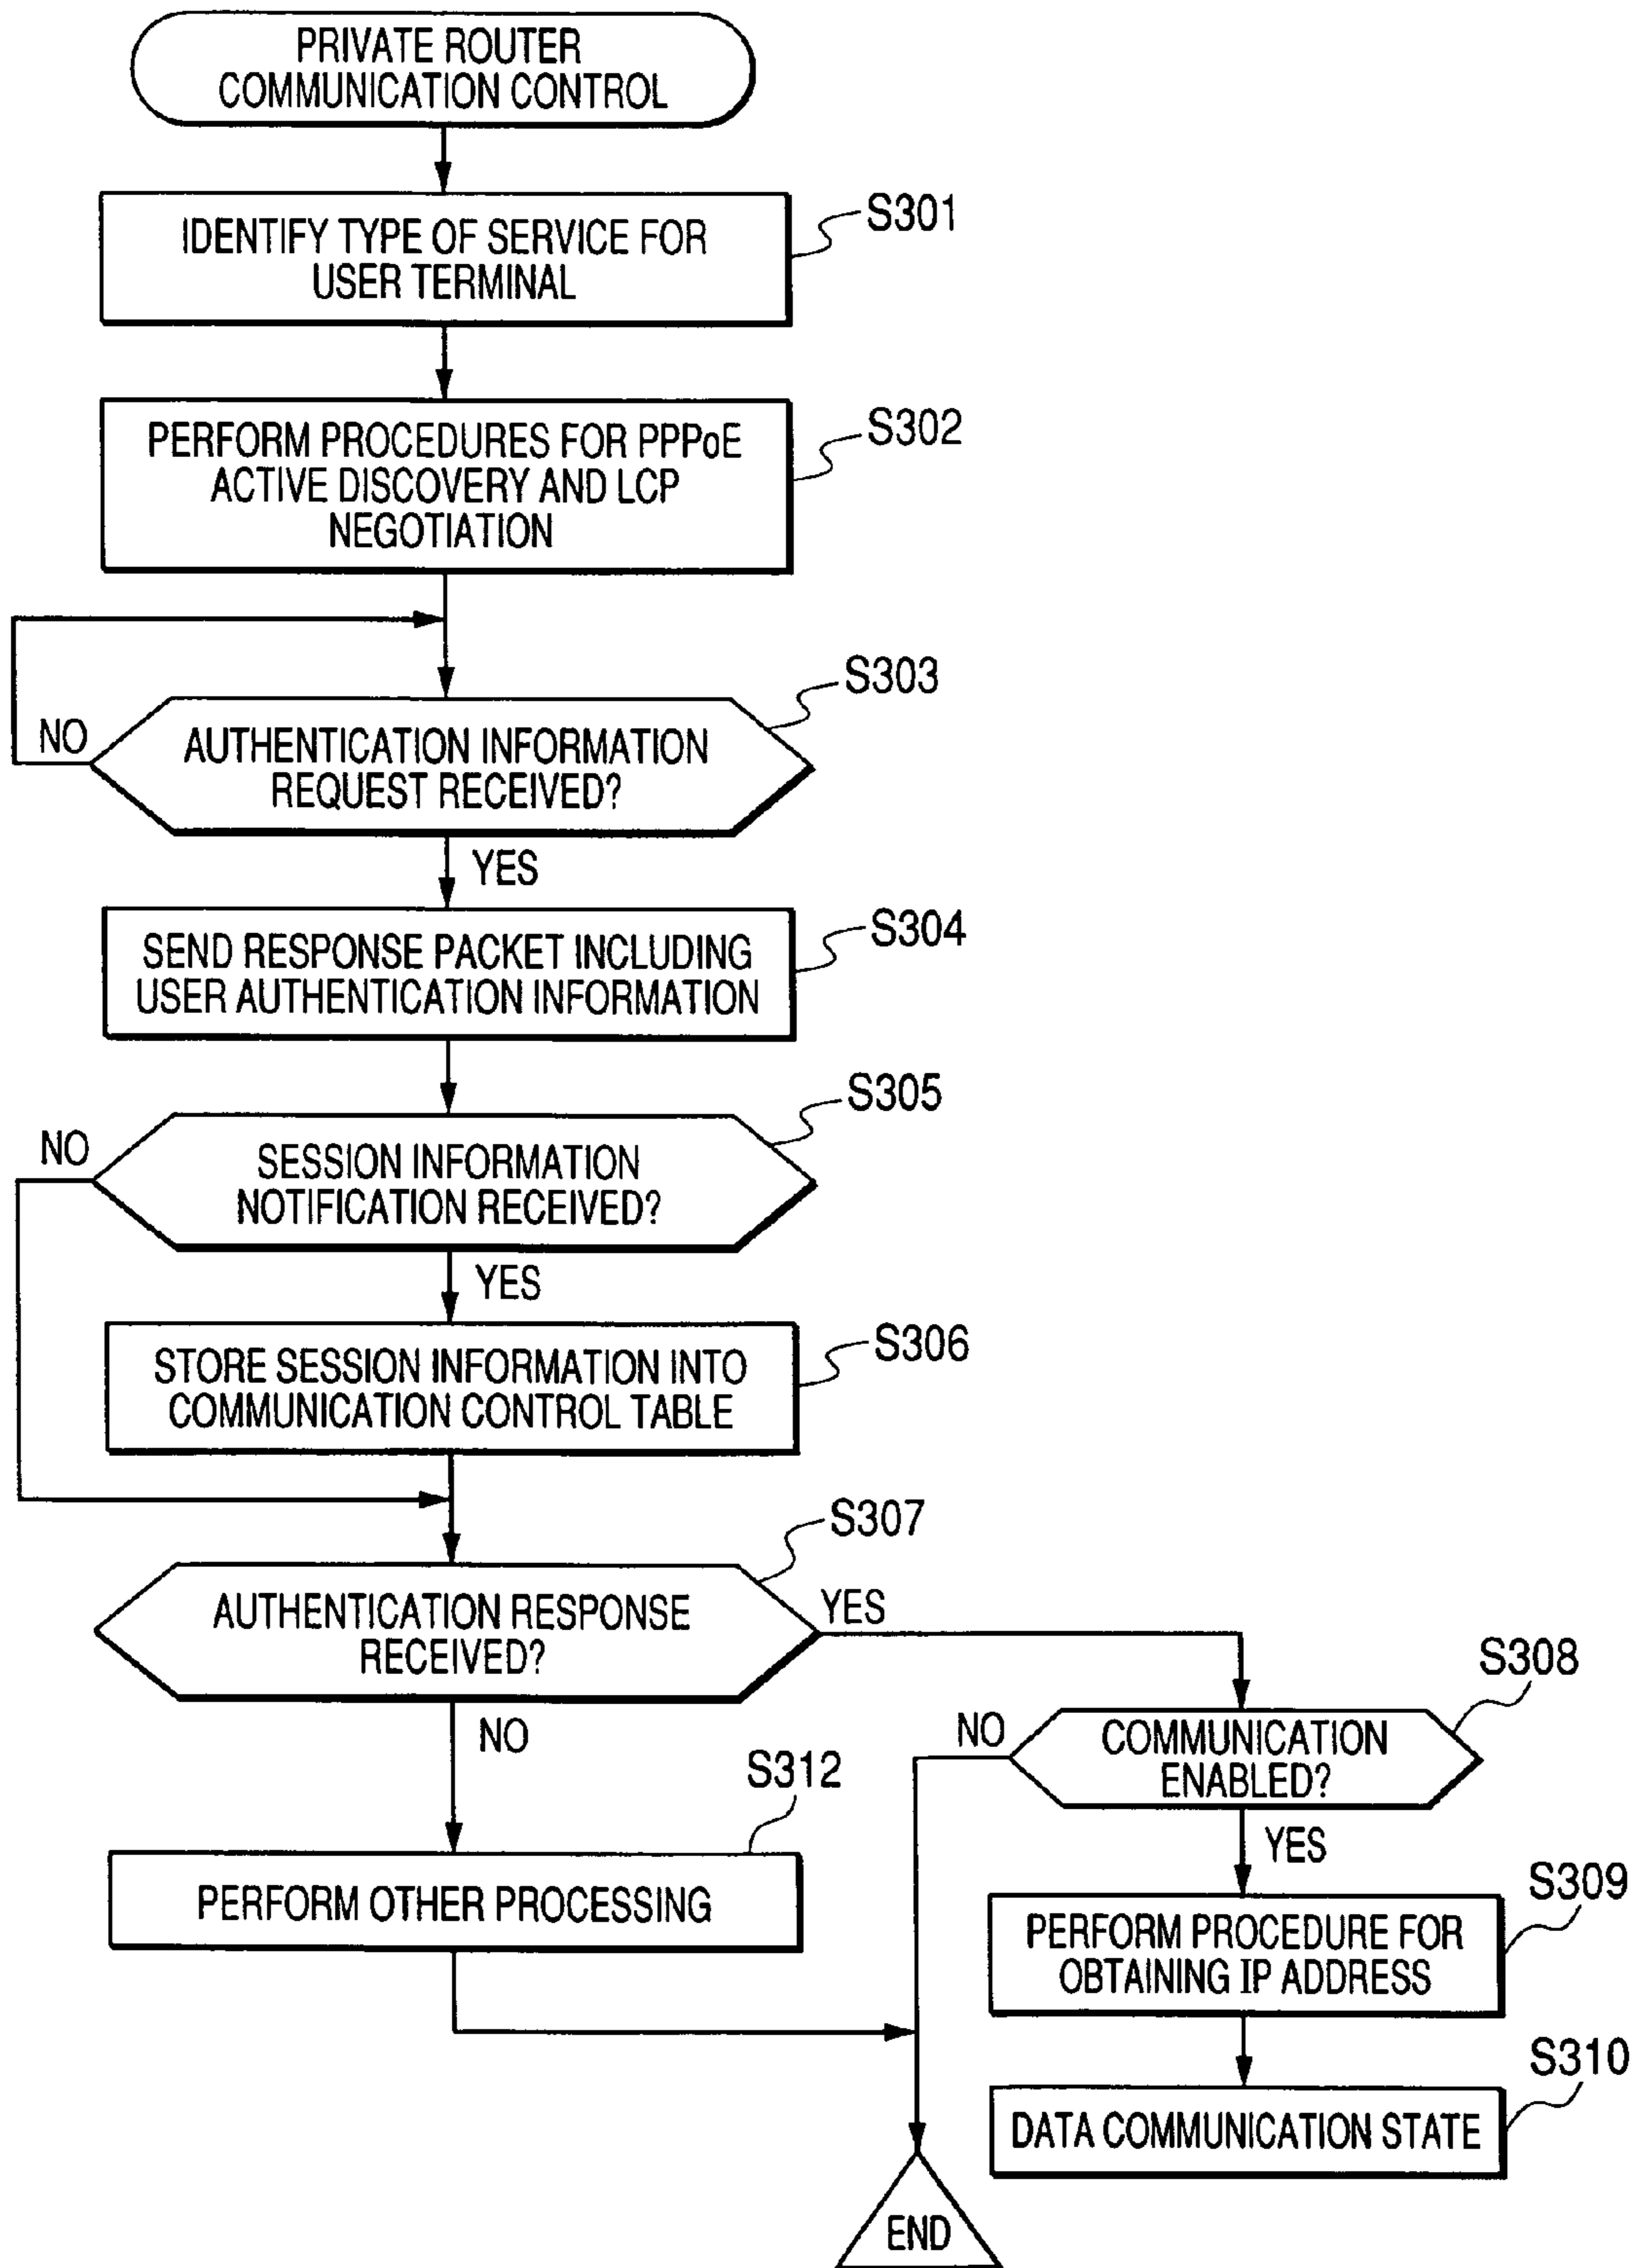 PRIVATE ROUTER
COMMUNICATION CONTROL
IDENTIFY TYPE OF SERVICE FOR
USER TERMINAL
S301
PERFORM PROCEDURES FOR PPPoE
ACTIVE DISCOVERY AND LCP
NEGOTIATION
S302
S303
NO
AUTHENTICATION INFORMATION
REQUEST RECEIVED?
YES
SEND RESPONSE PACKET INCLUDING
USER AUTHENTICATION INFORMATION
S304
S305
NO
SESSION INFORMATION
NOTIFICATION RECEIVED?
YES
STORE SESSION INFORMATION INTO
COMMUNICATION CONTROL TABLE
S306
S307
AUTHENTICATION RESPONSE
RECEIVED?
YES
NO
S308
NO
COMMUNICATION
ENABLED?
YES
S312
PERFORM OTHER PROCESSING
S309
PERFORM PROCEDURE FOR
OBTAINING IP ADDRESS
S310
DATA COMMUNICATION STATE
END